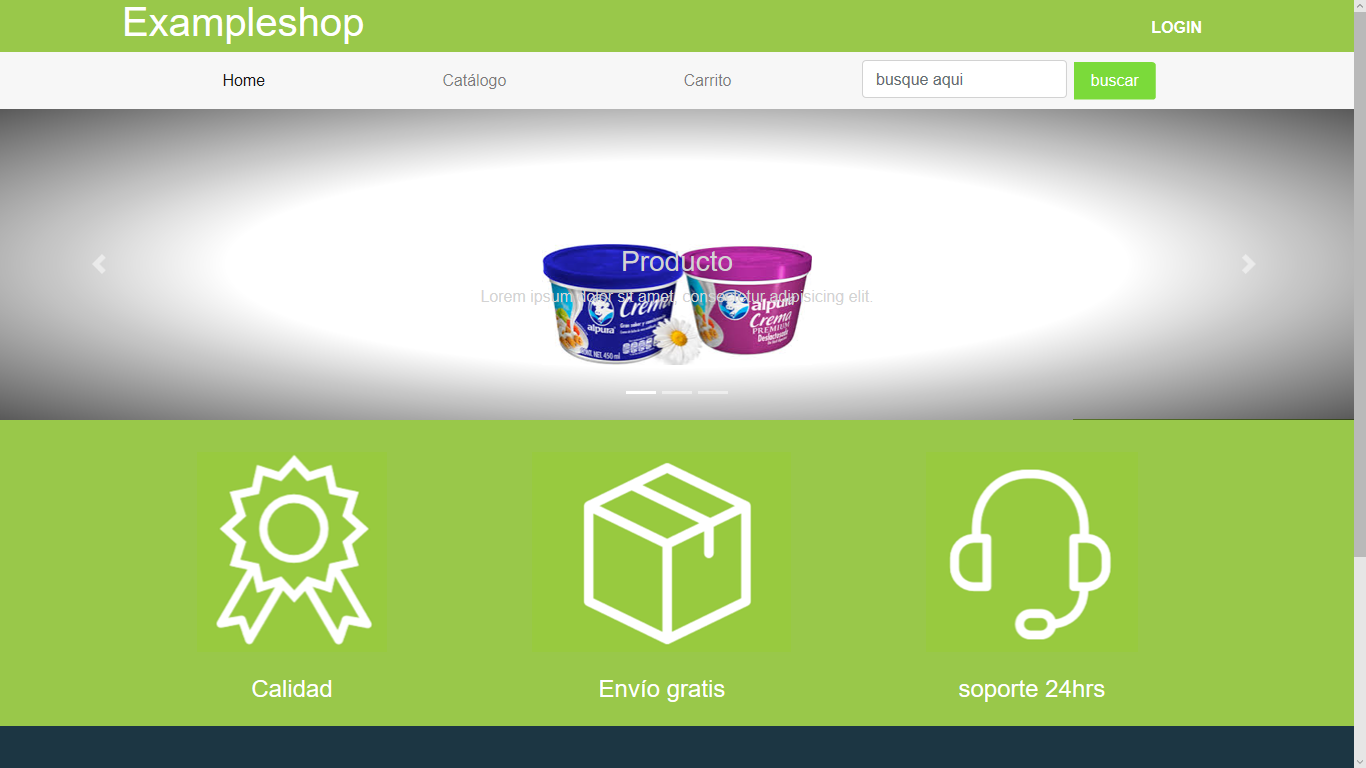 Exampleshop
LOGIN
Home
Catálogo
Carrito
busque aqui
buscar
Producto
Lorem ipsum dolor sit amet, consectetur adipisicing elit.
Crema
alpura
CONT. NET. 450 ml
alpura
Crema
PREMIUM
Deslactosada
Calidad
Envío gratis
soporte 24hrs